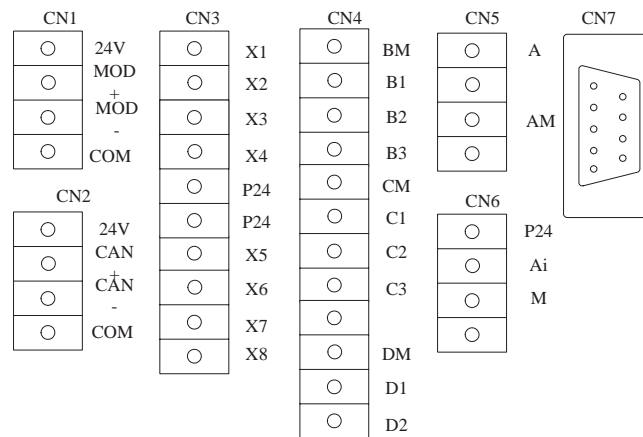 CN1
24V
MOD
+
MOD
-
COM
CN2
24V
CAN
+
CAN
-
COM
CN3
X1
X2
X3
X4
P24
P24
X5
X6
X7
X8
CN4
BM
B1
B2
B3
CM
C1
C2
C3
DM
D1
D2
CN5
A
AM
CN6
P24
Ai
M
CN7